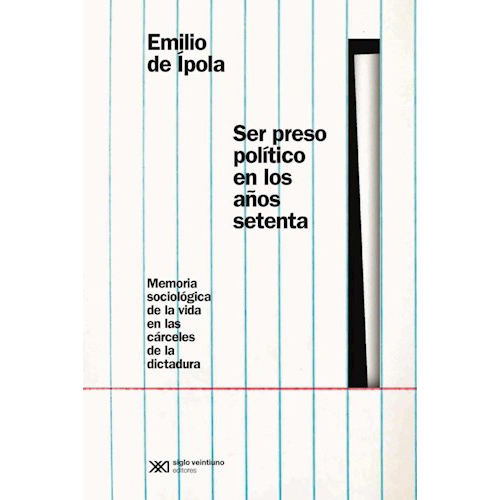 Emilio
de Ípola
Ser preso
político
en los
años
setenta
Memoria
sociológica
de la vida
en las
cárceles
de la
dictadura
siglo veintiuno
editores